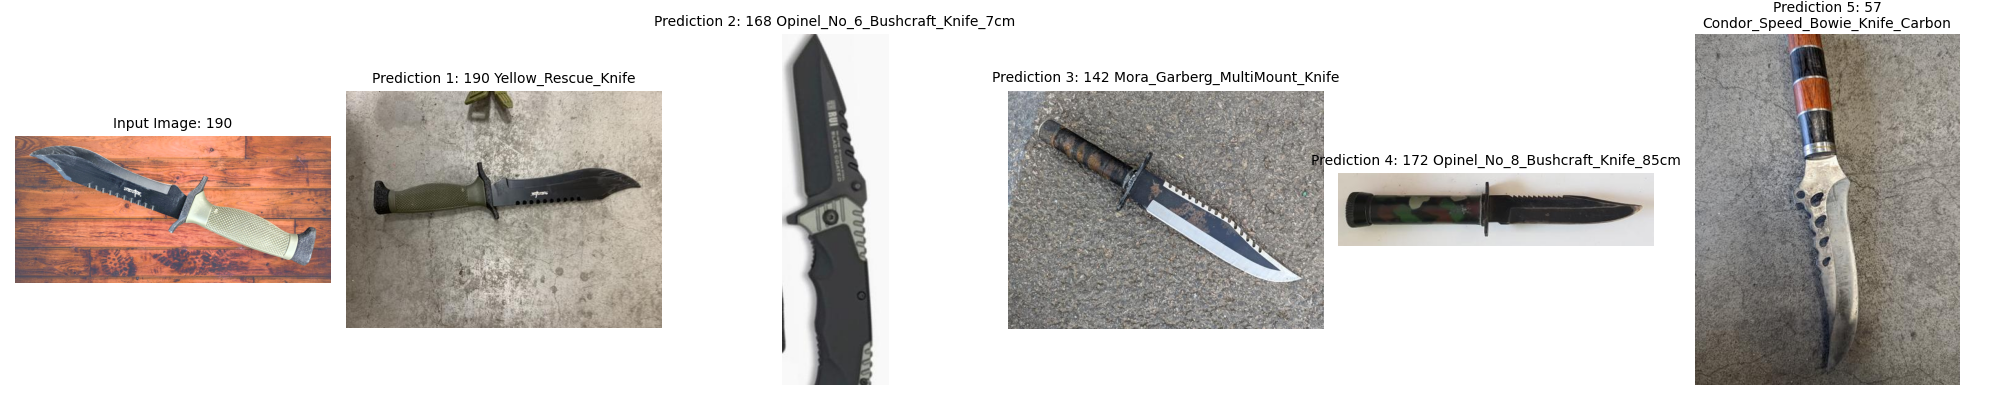 Input Image: 190
Prediction 1: 190 Yellow_Rescue_Knife
Prediction 2: 168 Opinel_No_6_Bushcraft_Knife_7cm
Prediction 3: 142 Mora_Garberg_MultiMount_Knife
Prediction 4: 172 Opinel_No_8_Bushcraft_Knife_85cm
Prediction 5: 57
Condor_Speed_Bowie_Knife_Carbon